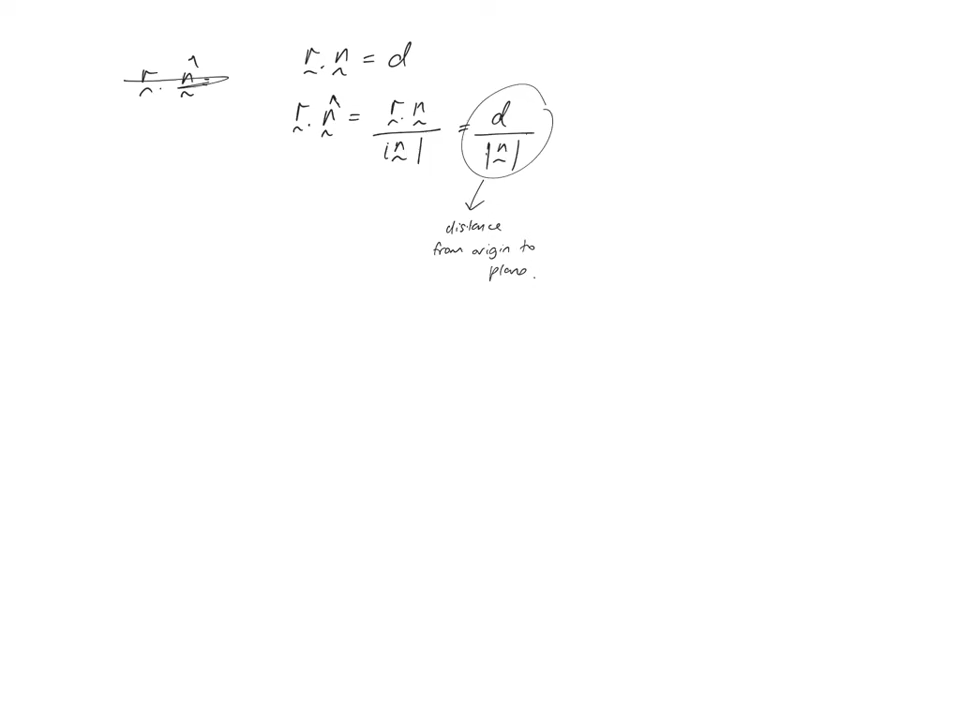 r̰ . ñ = d
r̰ . n̰̂ = r̰ . n̰ / |n̰| = d / |n̰|
distance
from origin to
plane.